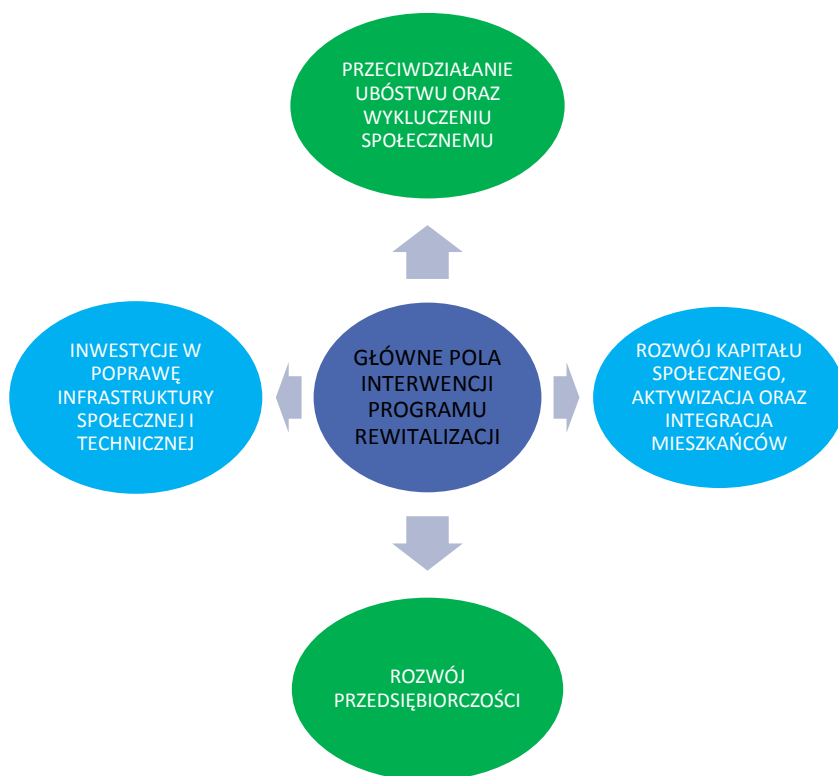 PRZECIWDZIAŁANIE
UBÓSTWU ORAZ
WYKLUCZENIU
SPOŁECZNEMU
INWESTYCJE W
POPRAWĘ
INFRASTRUKTURY
SPOŁECZNEJ I
TECHNICZNEJ
GŁÓWNE POLA
INTERWENCJI
PROGRAMU
REWITALIZACJI
ROZWÓJ KAPITAŁU
SPOŁECZNEGO,
AKTYWIZACJA ORAZ
INTEGRACJA
MIESZKAŃCÓW
ROZWÓJ
PRZEDSIĘBIORCZOŚCI